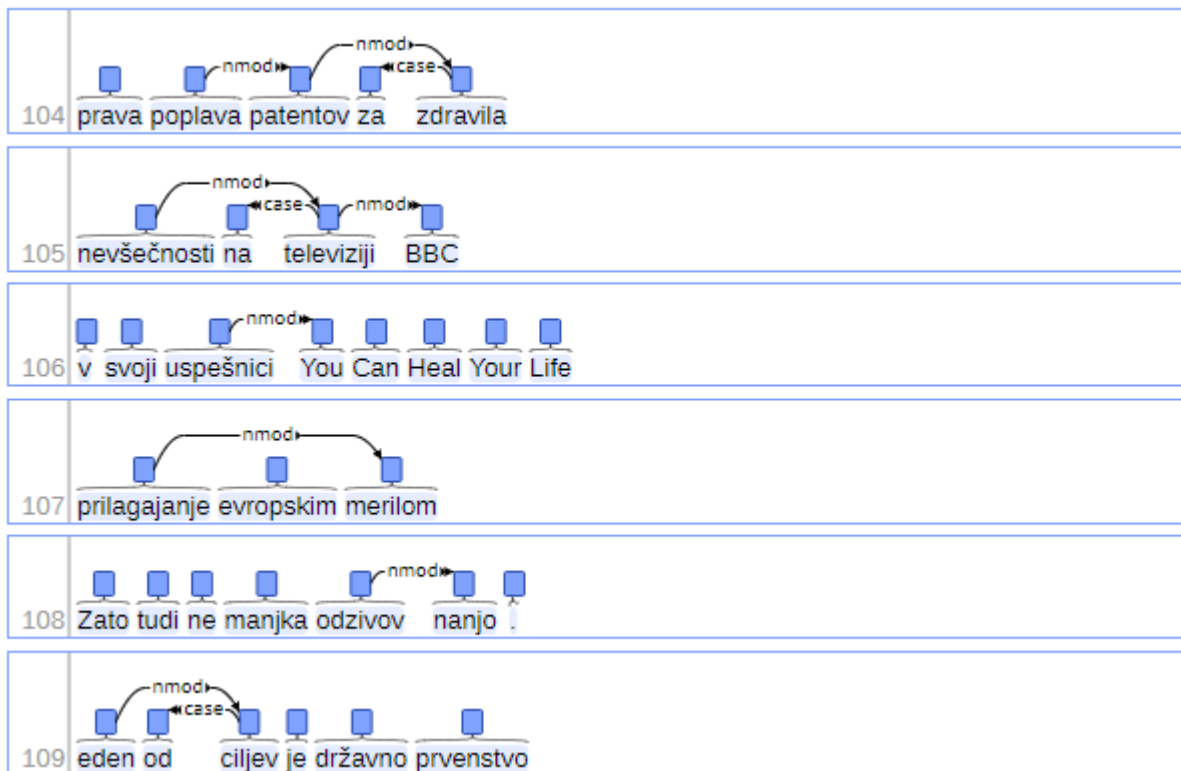 nmod nmod case
104 prava poplava patentov za zdravila
nmod case nmod
105 nevšečnosti na televiziji BBC
nmod
106 v svoji uspešnici You Can Heal Your Life
nmod
107 prilagajanje evropskim merilom
nmod
108 Zato tudi ne manjka odzivov nanjo .
nmod case
109 eden od ciljev je državno prvenstvo